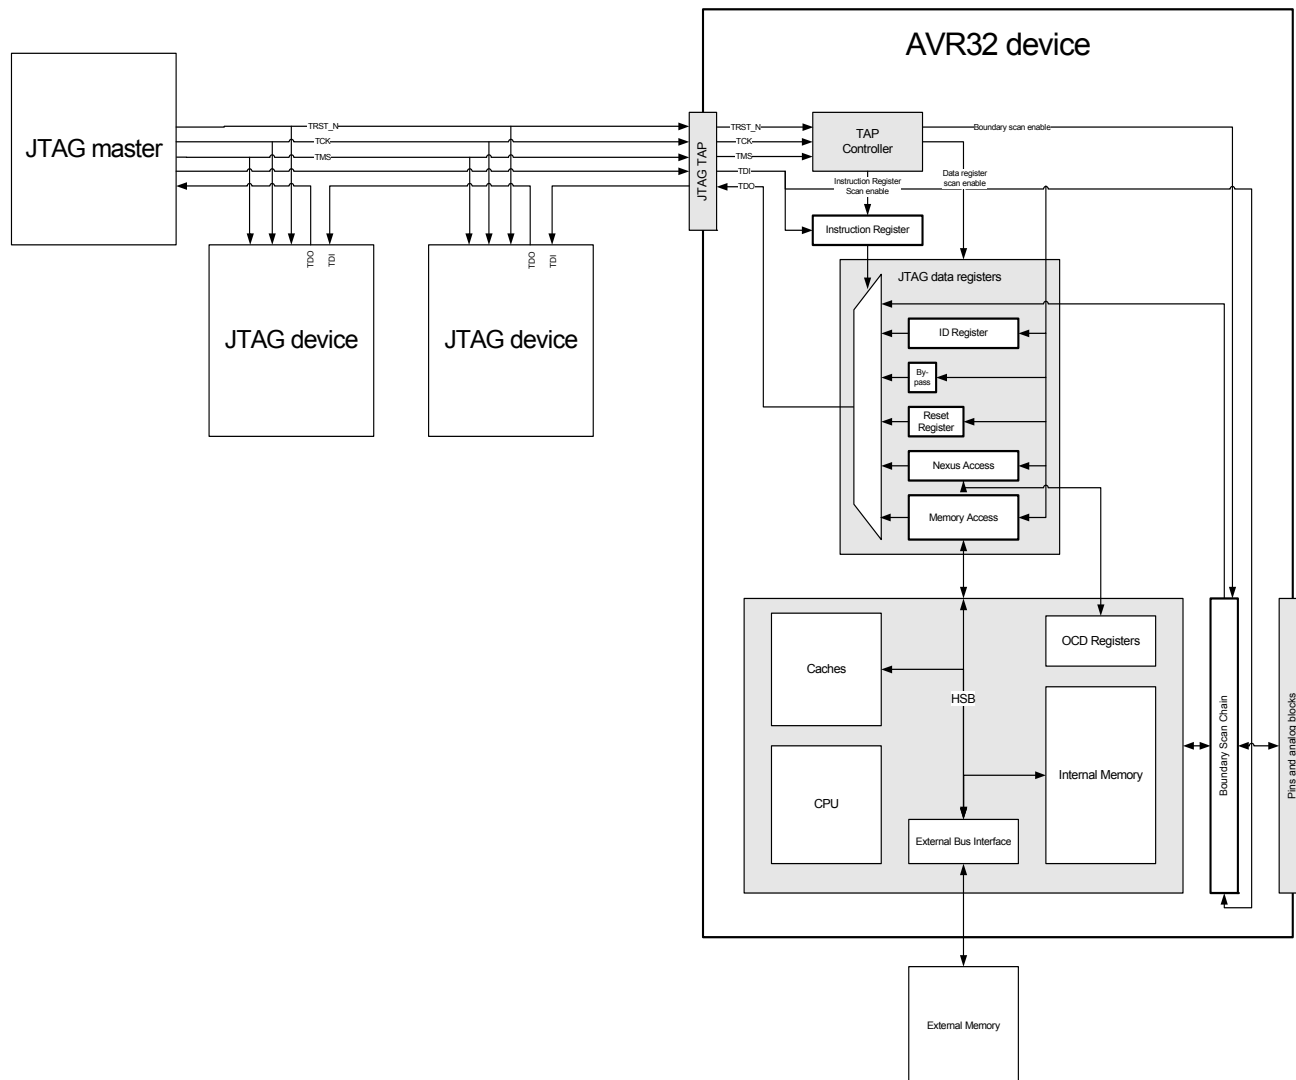 AVR32 device
JTAG master
TRST_N
TCK
TMS
JTAG TAP
TRST_N
TCK
TMS
TDI
TDO
TAP
Controller
Boundary scan enable
Instruction Register
Scan enable
Data register
scan enable
Instruction Register
TDO
TDI
TDO
TDI
JTAG device
JTAG device
JTAG data registers
ID Register
By-
pass
Reset
Register
Nexus Access
Memory Access
Caches
OCD Registers
HSB
CPU
Internal Memory
External Bus Interface
Boundary Scan Chain
Pins and analog blocks
External Memory